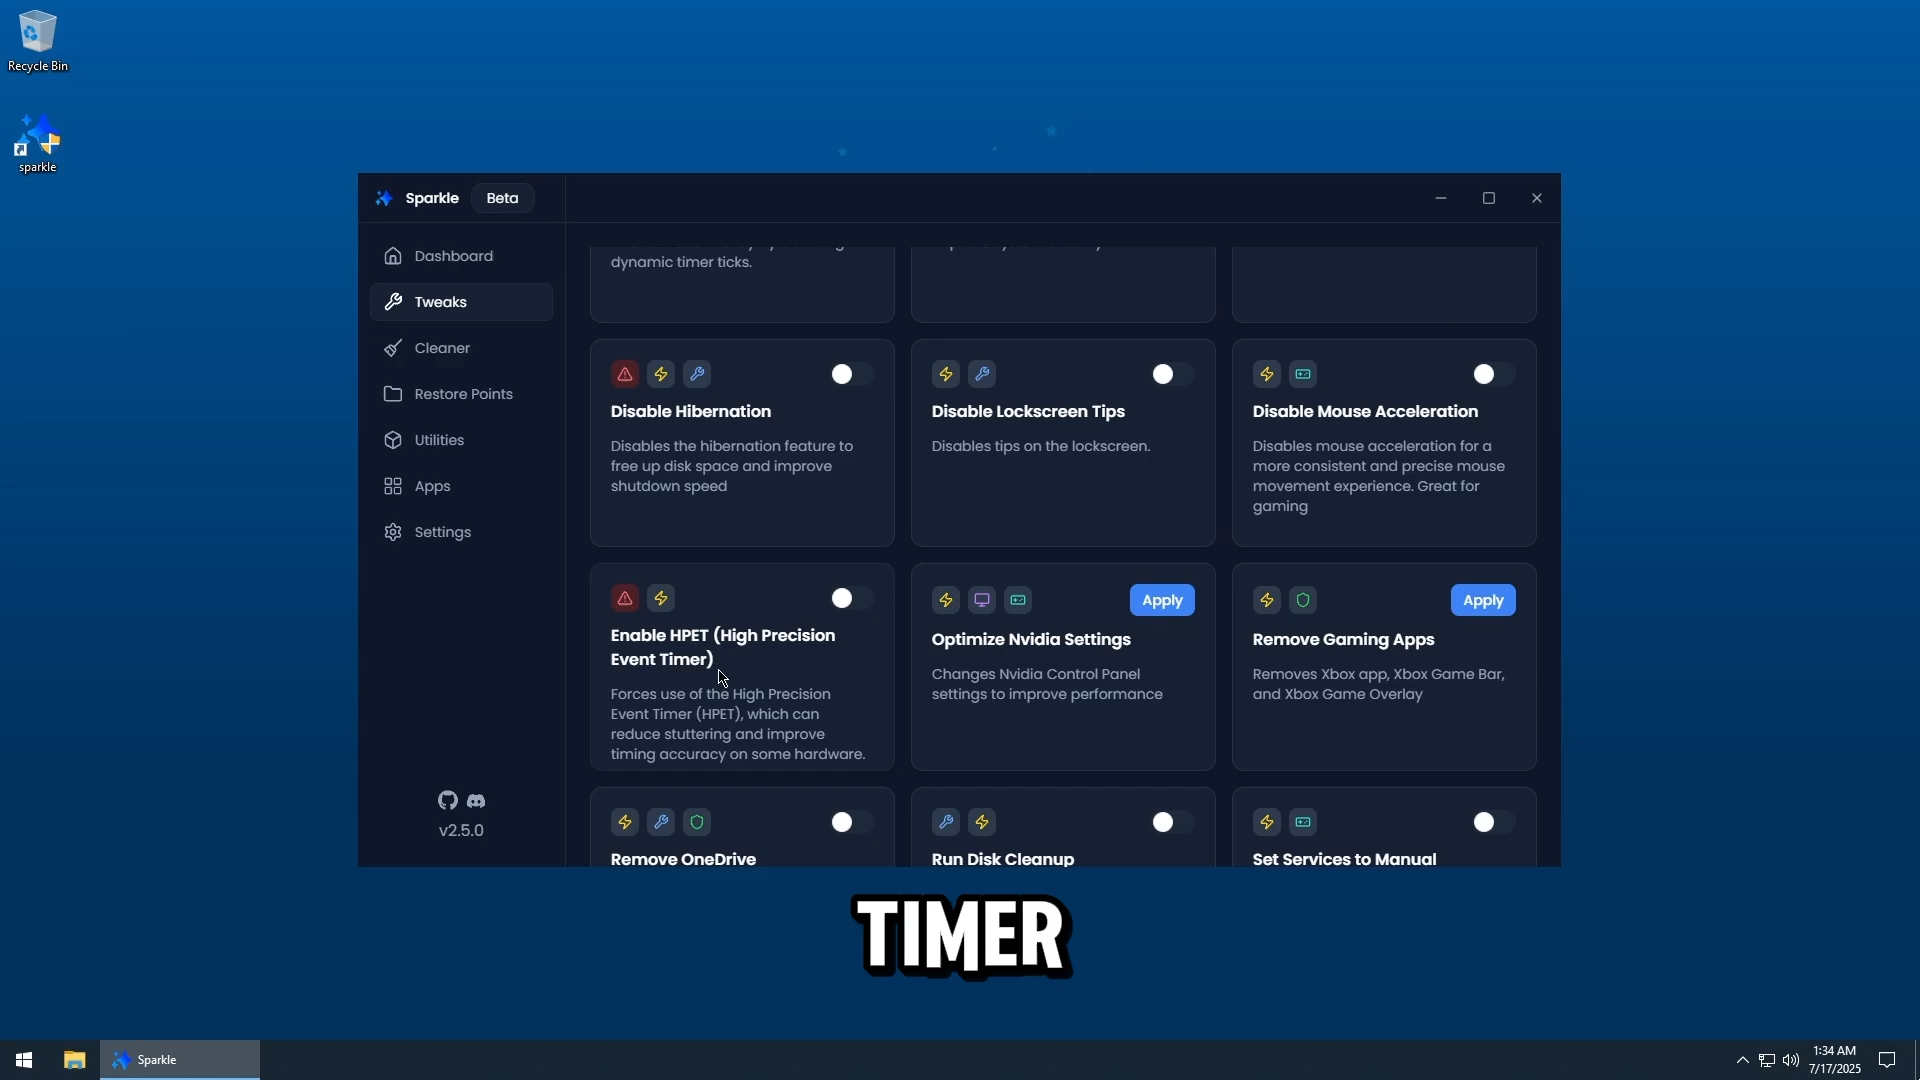 Recycle Bin
sparkle
Sparkle
Beta
Dashboard
Tweaks
Cleaner
Restore Points
Utilities
Apps
Settings
v2.5.0
dynamic timer ticks.
Disable Hibernation
Disables the hibernation feature to
free up disk space and improve
shutdown speed
Disable Lockscreen Tips
Disables tips on the lockscreen.
Disable Mouse Acceleration
Disables mouse acceleration for a
more consistent and precise mouse
movement experience. Great for
gaming
Enable HPET (High Precision
Event Timer)
Forces use of the High Precision
Event Timer (HPET), which can
reduce stuttering and improve
timing accuracy on some hardware.
Apply
Optimize Nvidia Settings
Changes Nvidia Control Panel
settings to improve performance
Apply
Remove Gaming Apps
Removes Xbox app, Xbox Game Bar,
and Xbox Game Overlay
Remove OneDrive
Run Disk Cleanup
Set Services to Manual
TIMER
Sparkle
1:34 AM
7/17/2025